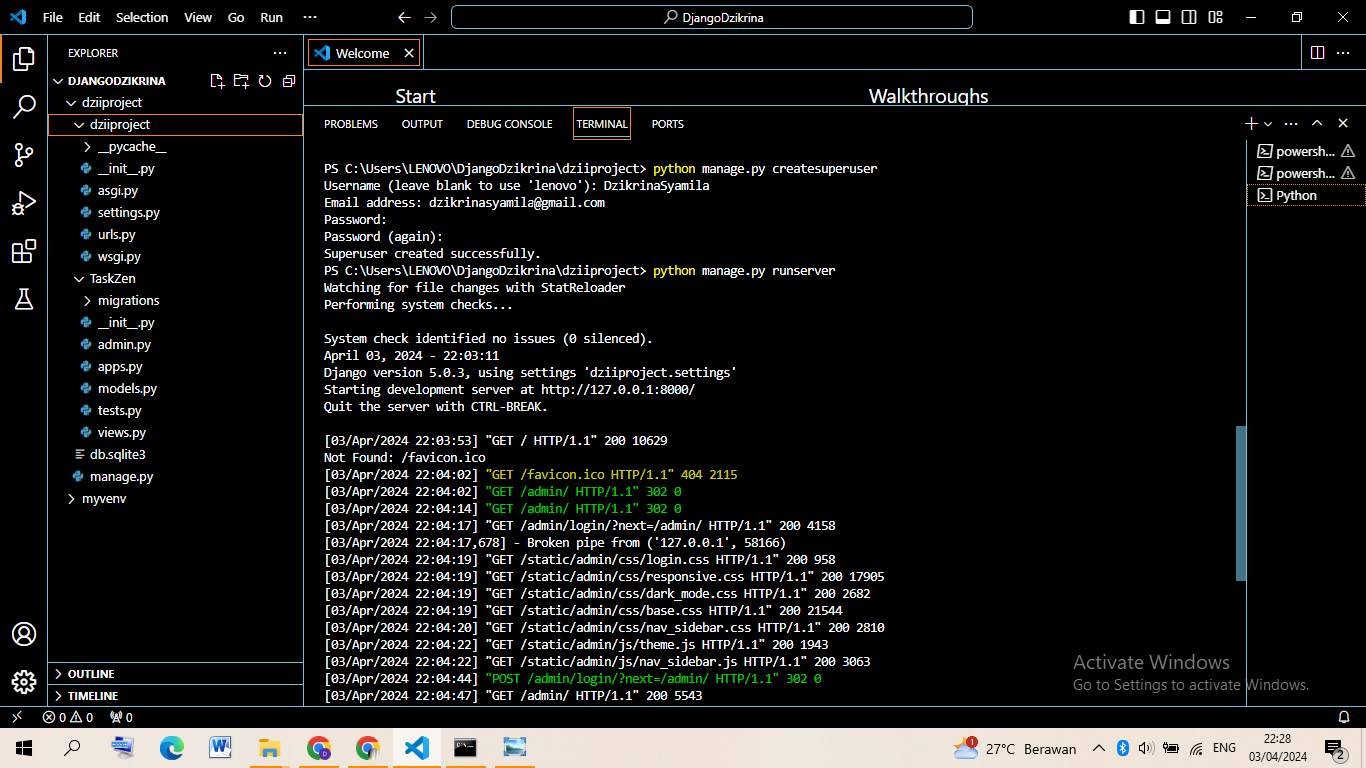 File Edit Selection View Go Run ··· DjangoDzikrina
EXPLORER ···
DJANGODZIKRINA
dziiproject
dziiproject
__pycache__
__init__.py
asgi.py
settings.py
urls.py
wsgi.py
TaskZen
migrations
__init__.py
admin.py
apps.py
models.py
tests.py
views.py
db.sqlite3
manage.py
myvenv
OUTLINE
TIMELINE
Welcome
Start Walkthroughs
PROBLEMS OUTPUT DEBUG CONSOLE TERMINAL PORTS
PS C:\Users\LENOVO\DjangoDzikrina\dziiproject> python manage.py createsuperuser
Username (leave blank to use 'lenovo'): DzikrinaSyamila
Email address: dzikrinasyamila@gmail.com
Password:
Password (again):
Superuser created successfully.
PS C:\Users\LENOVO\DjangoDzikrina\dziiproject> python manage.py runserver
Watching for file changes with StatReloader
Performing system checks...
System check identified no issues (0 silenced).
April 03, 2024 - 22:03:11
Django version 5.0.3, using settings 'dziiproject.settings'
Starting development server at http://127.0.0.1:8000/
Quit the server with CTRL-BREAK.
[03/Apr/2024 22:03:53] "GET / HTTP/1.1" 200 10629
Not Found: /favicon.ico
[03/Apr/2024 22:04:02] "GET /favicon.ico HTTP/1.1" 404 2115
[03/Apr/2024 22:04:02] "GET /admin/ HTTP/1.1" 302 0
[03/Apr/2024 22:04:14] "GET /admin/ HTTP/1.1" 302 0
[03/Apr/2024 22:04:17] "GET /admin/login/?next=/admin/ HTTP/1.1" 200 4158
[03/Apr/2024 22:04:17,678] - Broken pipe from ('127.0.0.1', 58166)
[03/Apr/2024 22:04:19] "GET /static/admin/css/login.css HTTP/1.1" 200 958
[03/Apr/2024 22:04:19] "GET /static/admin/css/responsive.css HTTP/1.1" 200 17905
[03/Apr/2024 22:04:19] "GET /static/admin/css/dark_mode.css HTTP/1.1" 200 2682
[03/Apr/2024 22:04:19] "GET /static/admin/css/base.css HTTP/1.1" 200 21544
[03/Apr/2024 22:04:20] "GET /static/admin/css/nav_sidebar.css HTTP/1.1" 200 2810
[03/Apr/2024 22:04:22] "GET /static/admin/js/theme.js HTTP/1.1" 200 1943
[03/Apr/2024 22:04:22] "GET /static/admin/js/nav_sidebar.js HTTP/1.1" 200 3063
[03/Apr/2024 22:04:44] "POST /admin/login/?next=/admin/ HTTP/1.1" 302 0
[03/Apr/2024 22:04:47] "GET /admin/ HTTP/1.1" 200 5543
powersh...
powersh...
Python
Activate Windows
Go to Settings to activate Windows.
0 0 0
1 27°C Berawan ENG 22:28
03/04/2024
2